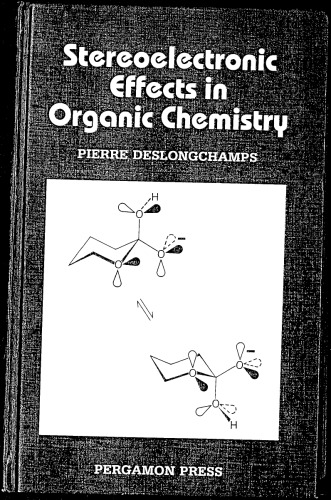 Stereoelectronic
Effects in
Organic Chemistry
PIERRE DESLONGCHAMPS
H
O
O
O
O
O
O
H
PERGAMON PRESS